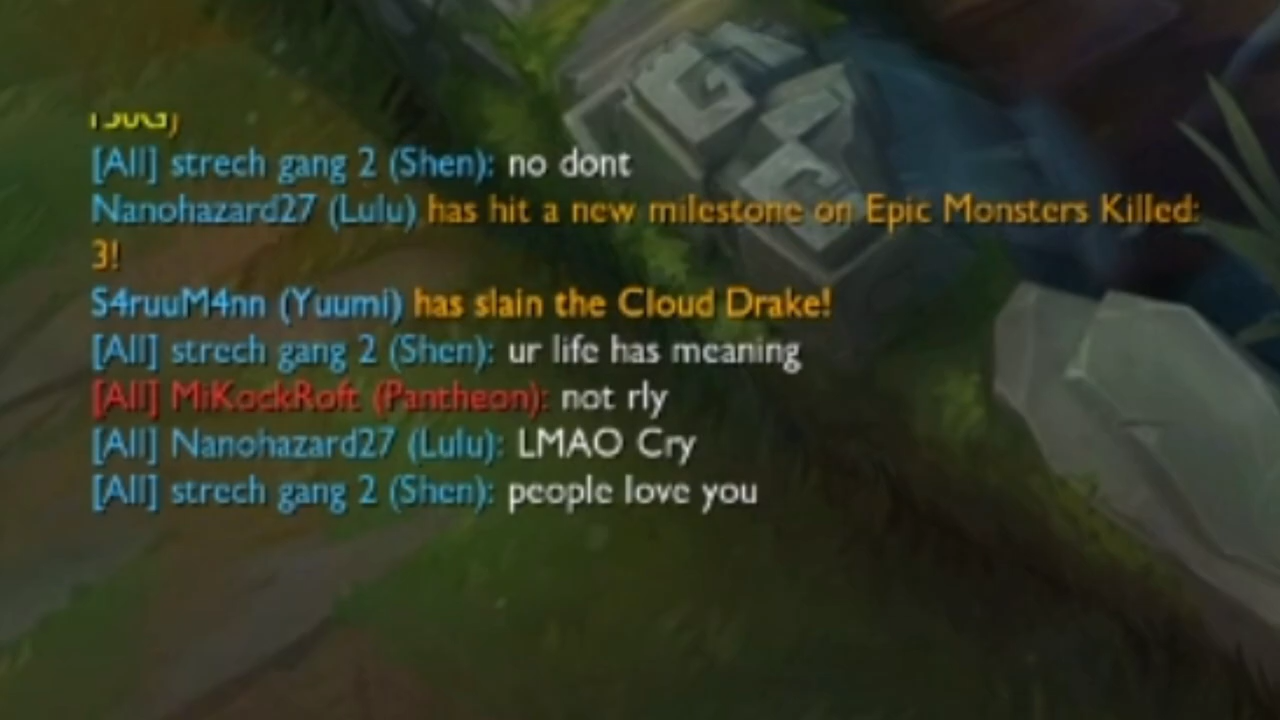 [All] strech gang 2 (Shen): no dont
Nanohazard27 (Lulu) has hit a new milestone on Epic Monsters Killed:
3!
S4ruuM4nn (Yuumi) has slain the Cloud Drake!
[All] strech gang 2 (Shen): ur life has meaning
[All] MiKockRoft (Pantheon): not rly
[All] Nanohazard27 (Lulu): LMAO Cry
[All] strech gang 2 (Shen): people love you